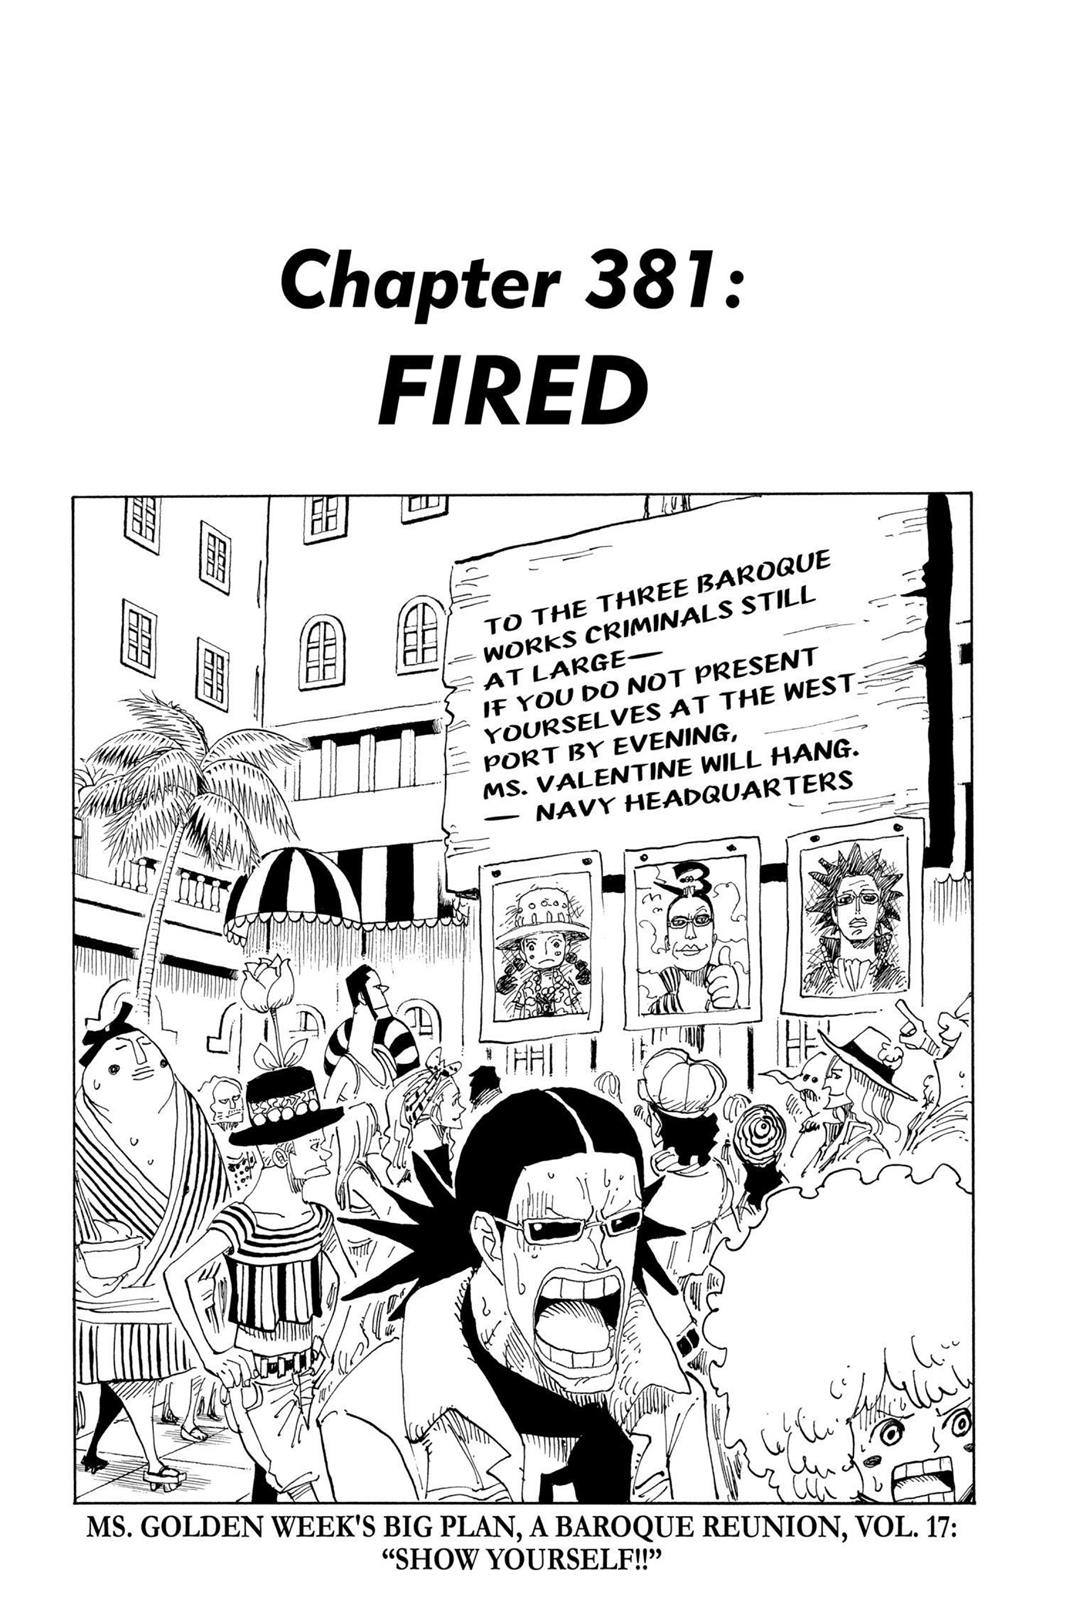 Chapter 381:
FIRED
TO THE THREE BAROQUE
WORKS CRIMINALS STILL
AT LARGE—
IF YOU DO NOT PRESENT
YOURSELVES AT THE WEST
PORT BY EVENING,
MS. VALENTINE WILL HANG.
— NAVY HEADQUARTERS
MS. GOLDEN WEEK'S BIG PLAN, A BAROQUE REUNION, VOL. 17:
“SHOW YOURSELF!!”